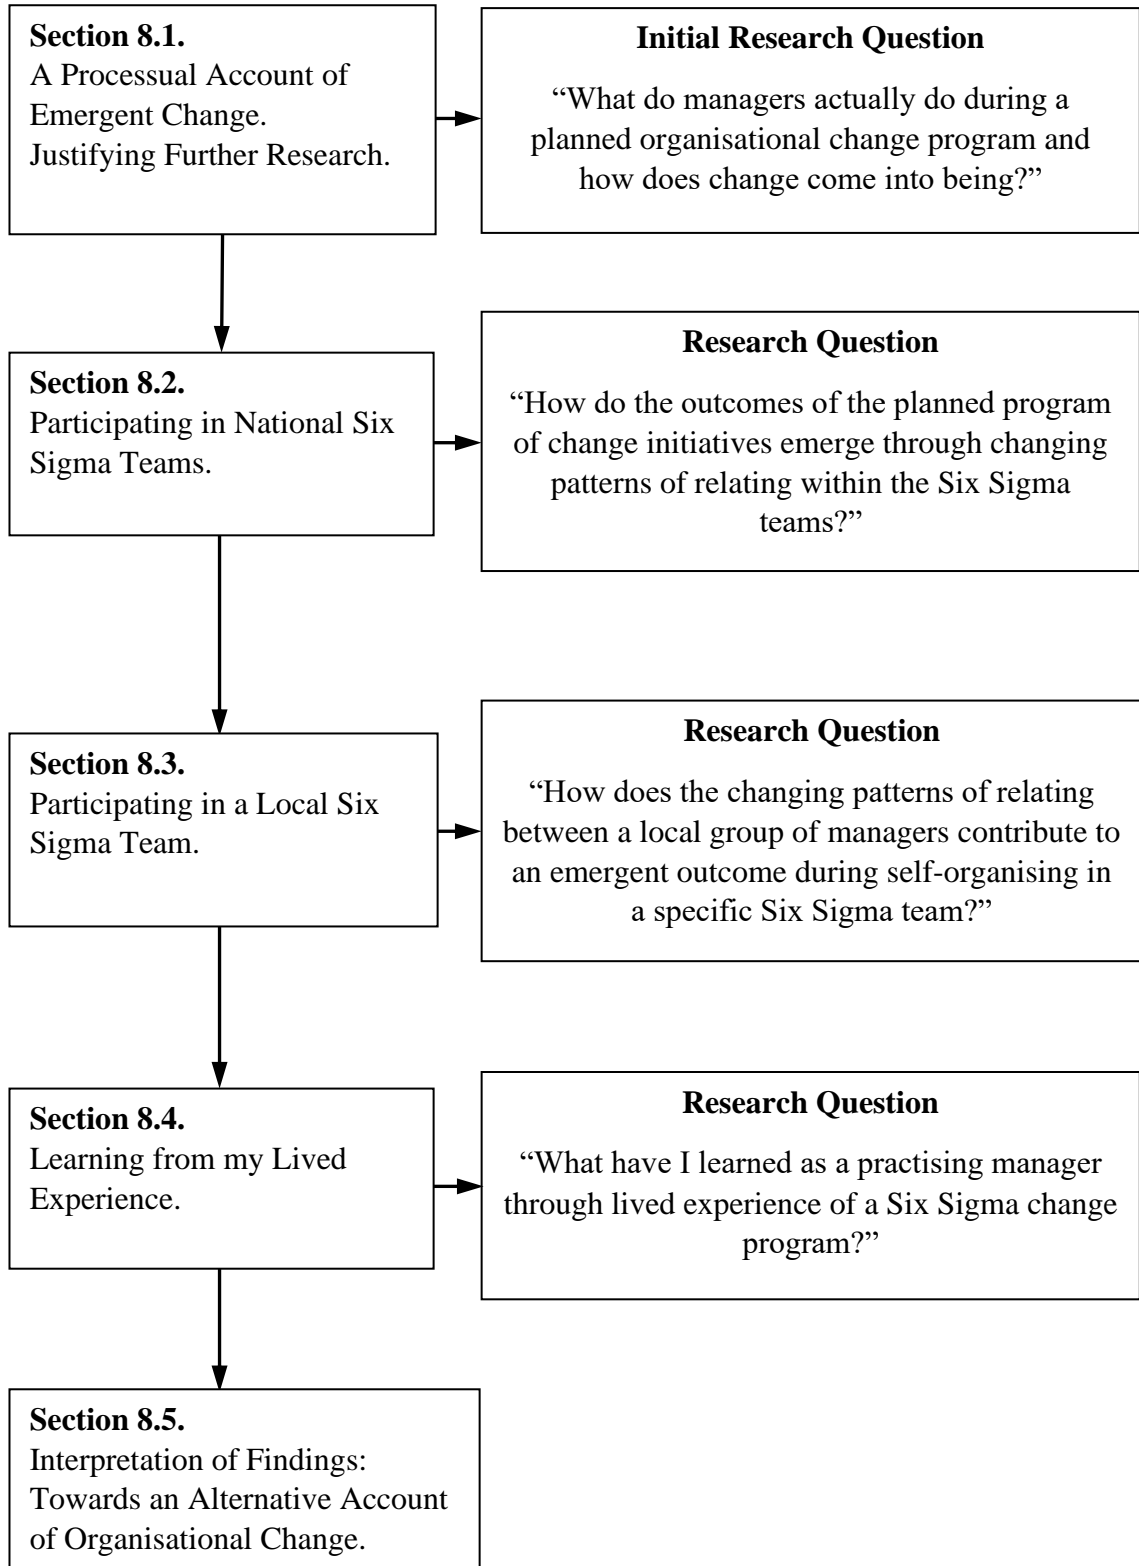 Section 8.1.
A Processual Account of
Emergent Change.
Justifying Further Research.
Initial Research Question
“What do managers actually do during a
planned organisational change program and
how does change come into being?”
Section 8.2.
Participating in National Six
Sigma Teams.
Research Question
“How do the outcomes of the planned program
of change initiatives emerge through changing
patterns of relating within the Six Sigma
teams?”
Section 8.3.
Participating in a Local Six
Sigma Team.
Research Question
“How does the changing patterns of relating
between a local group of managers contribute to
an emergent outcome during self-organising in
a specific Six Sigma team?”
Section 8.4.
Learning from my Lived
Experience.
Research Question
“What have I learned as a practising manager
through lived experience of a Six Sigma change
program?”
Section 8.5.
Interpretation of Findings:
Towards an Alternative Account
of Organisational Change.